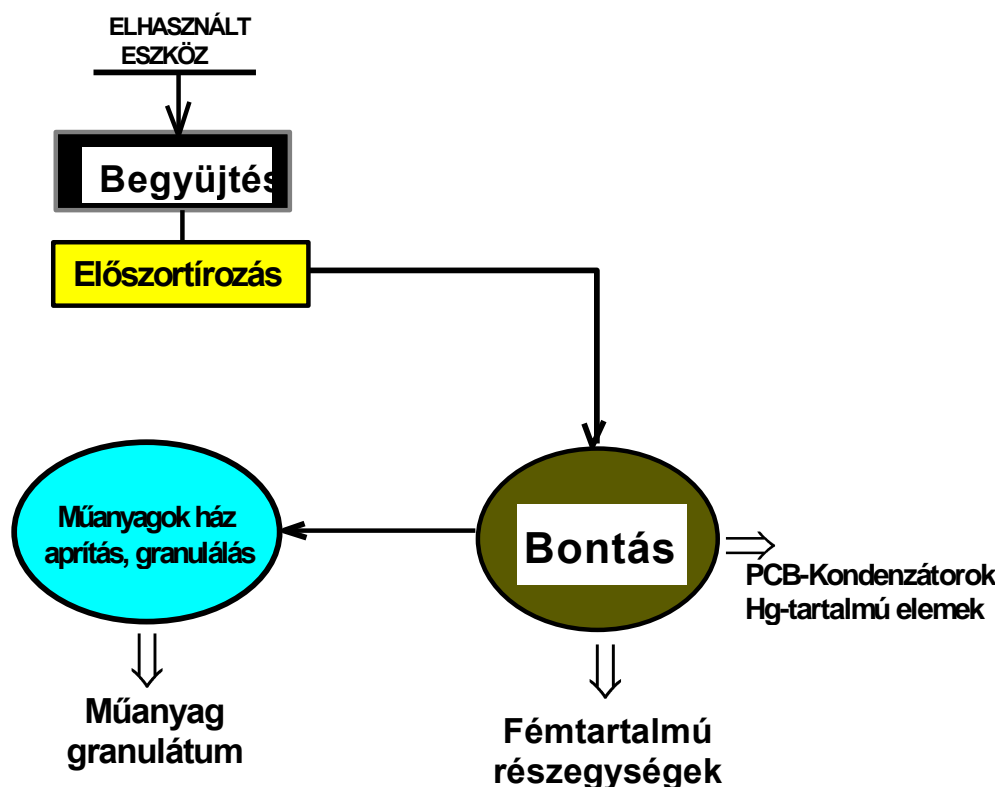 ELHASZNÁLT
ESZKÖZ
Begyüjtés
Előszortírozás
Műanyagok ház
aprítás, granulálás
Bontás
PCB-Kondenzátorok
Hg-tartalmú elemek
Műanyag
granulátum
Fémtartalmú
részegységek